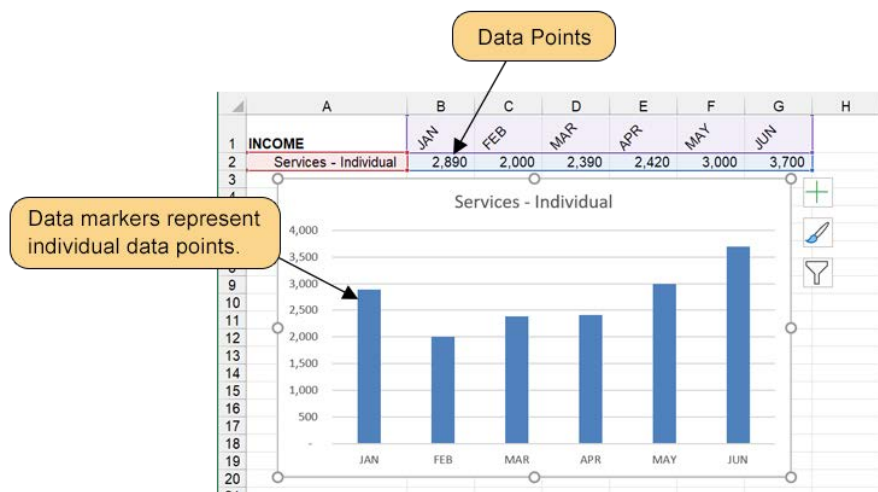 Data Points
A B C D E F G H
1 INCOME JAN FEB MAR APR MAY JUN
2 Services - Individual 2,890 2,000 2,390 2,420 3,000 3,700
3
Services - Individual
Data markers represent
individual data points.
4,000
3,500
9 3,000
10
11 2,500
12 2,000
13
14 1,500
15 1,000
16
17 500
18 -
19 JAN FEB MAR APR MAY JUN
20